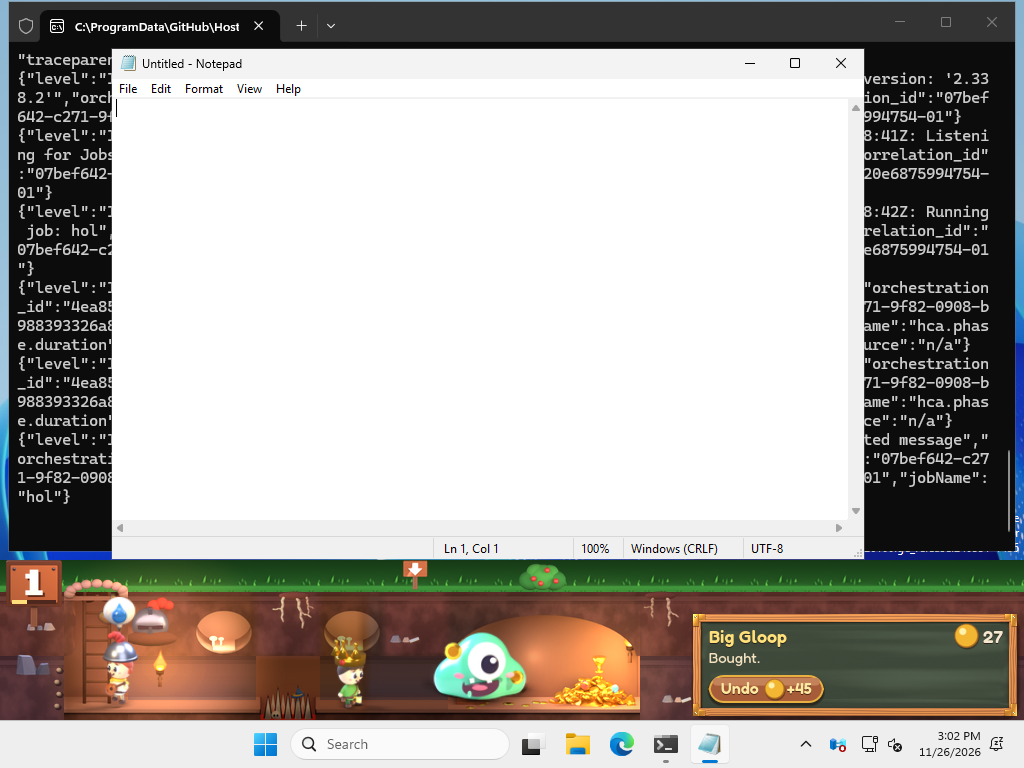 C:\ProgramData\GitHub\Host
Untitled - Notepad
File Edit Format View Help
"traceparen
{"level":" version: '2.33
8.2'","orch ion_id":"07bef
642-c271-9f 994754-01"}
{"level":" 8:41Z: Listeni
ng for Jobs orrelation_id"
:"07bef642- 20e6875994754-
01"}
{"level":" 8:42Z: Running
job: hol", relation_id":"
07bef642-c2 e6875994754-01
"}
{"level":" "orchestration
_id":"4ea85 71-9f82-0908-b
988393326a8 ame":"hca.phas
e.duration" urce":"n/a"}
{"level":" "orchestration
_id":"4ea85 71-9f82-0908-b
988393326a8 ame":"hca.phas
e.duration" ce":"n/a"}
{"level":" ted message","
orchestrati :"07bef642-c27
1-9f82-0908 01","jobName":
"hol"}
Ln 1, Col 1 100% Windows (CRLF) UTF-8
1
Big Gloop 27
Bought.
Undo +45
Search
3:02 PM
11/26/2026